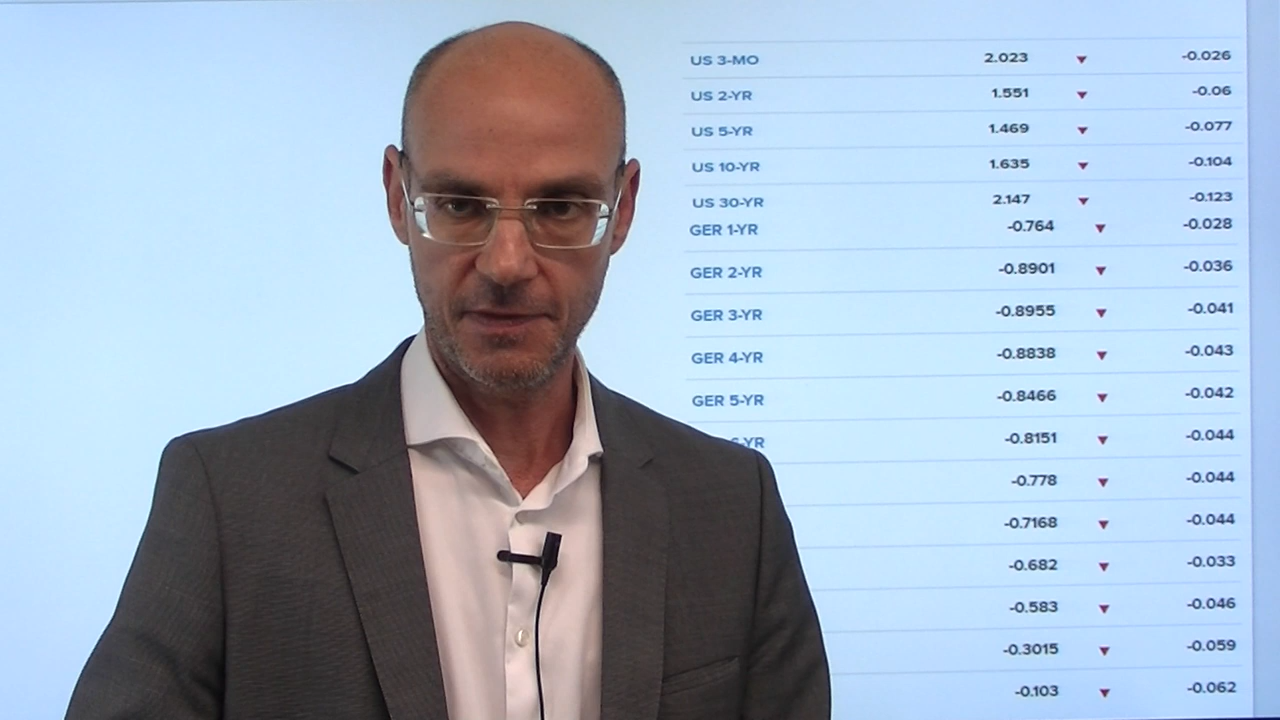 US 3-MO 2.023 ▼ -0.026
US 2-YR 1.551 ▼ -0.06
US 5-YR 1.469 ▼ -0.077
US 10-YR 1.635 ▼ -0.104
US 30-YR 2.147 ▼ -0.123
GER 1-YR -0.764 ▼ -0.028
GER 2-YR -0.8901 ▼ -0.036
GER 3-YR -0.8955 ▼ -0.041
GER 4-YR -0.8838 ▼ -0.043
GER 5-YR -0.8466 ▼ -0.042
-YR -0.8151 ▼ -0.044
-0.778 ▼ -0.044
-0.7168 ▼ -0.044
-0.682 ▼ -0.033
-0.583 ▼ -0.046
-0.3015 ▼ -0.059
-0.103 ▼ -0.062